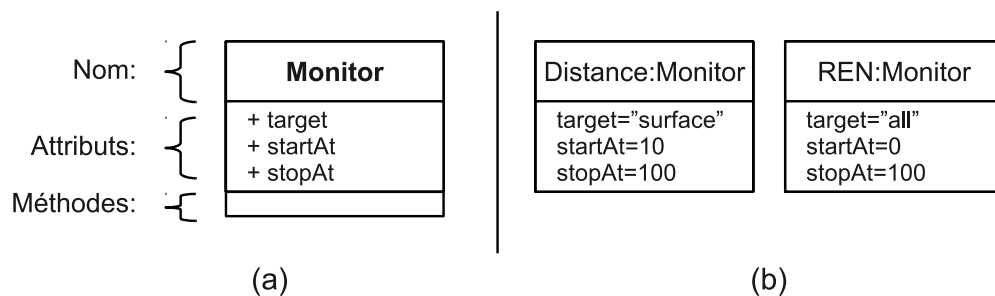 Nom:
Monitor
Attributs:
+ target
+ startAt
+ stopAt
Méthodes:
(a)
Distance:Monitor
target=”surface”
startAt=10
stopAt=100
REN:Monitor
target=”all”
startAt=0
stopAt=100
(b)